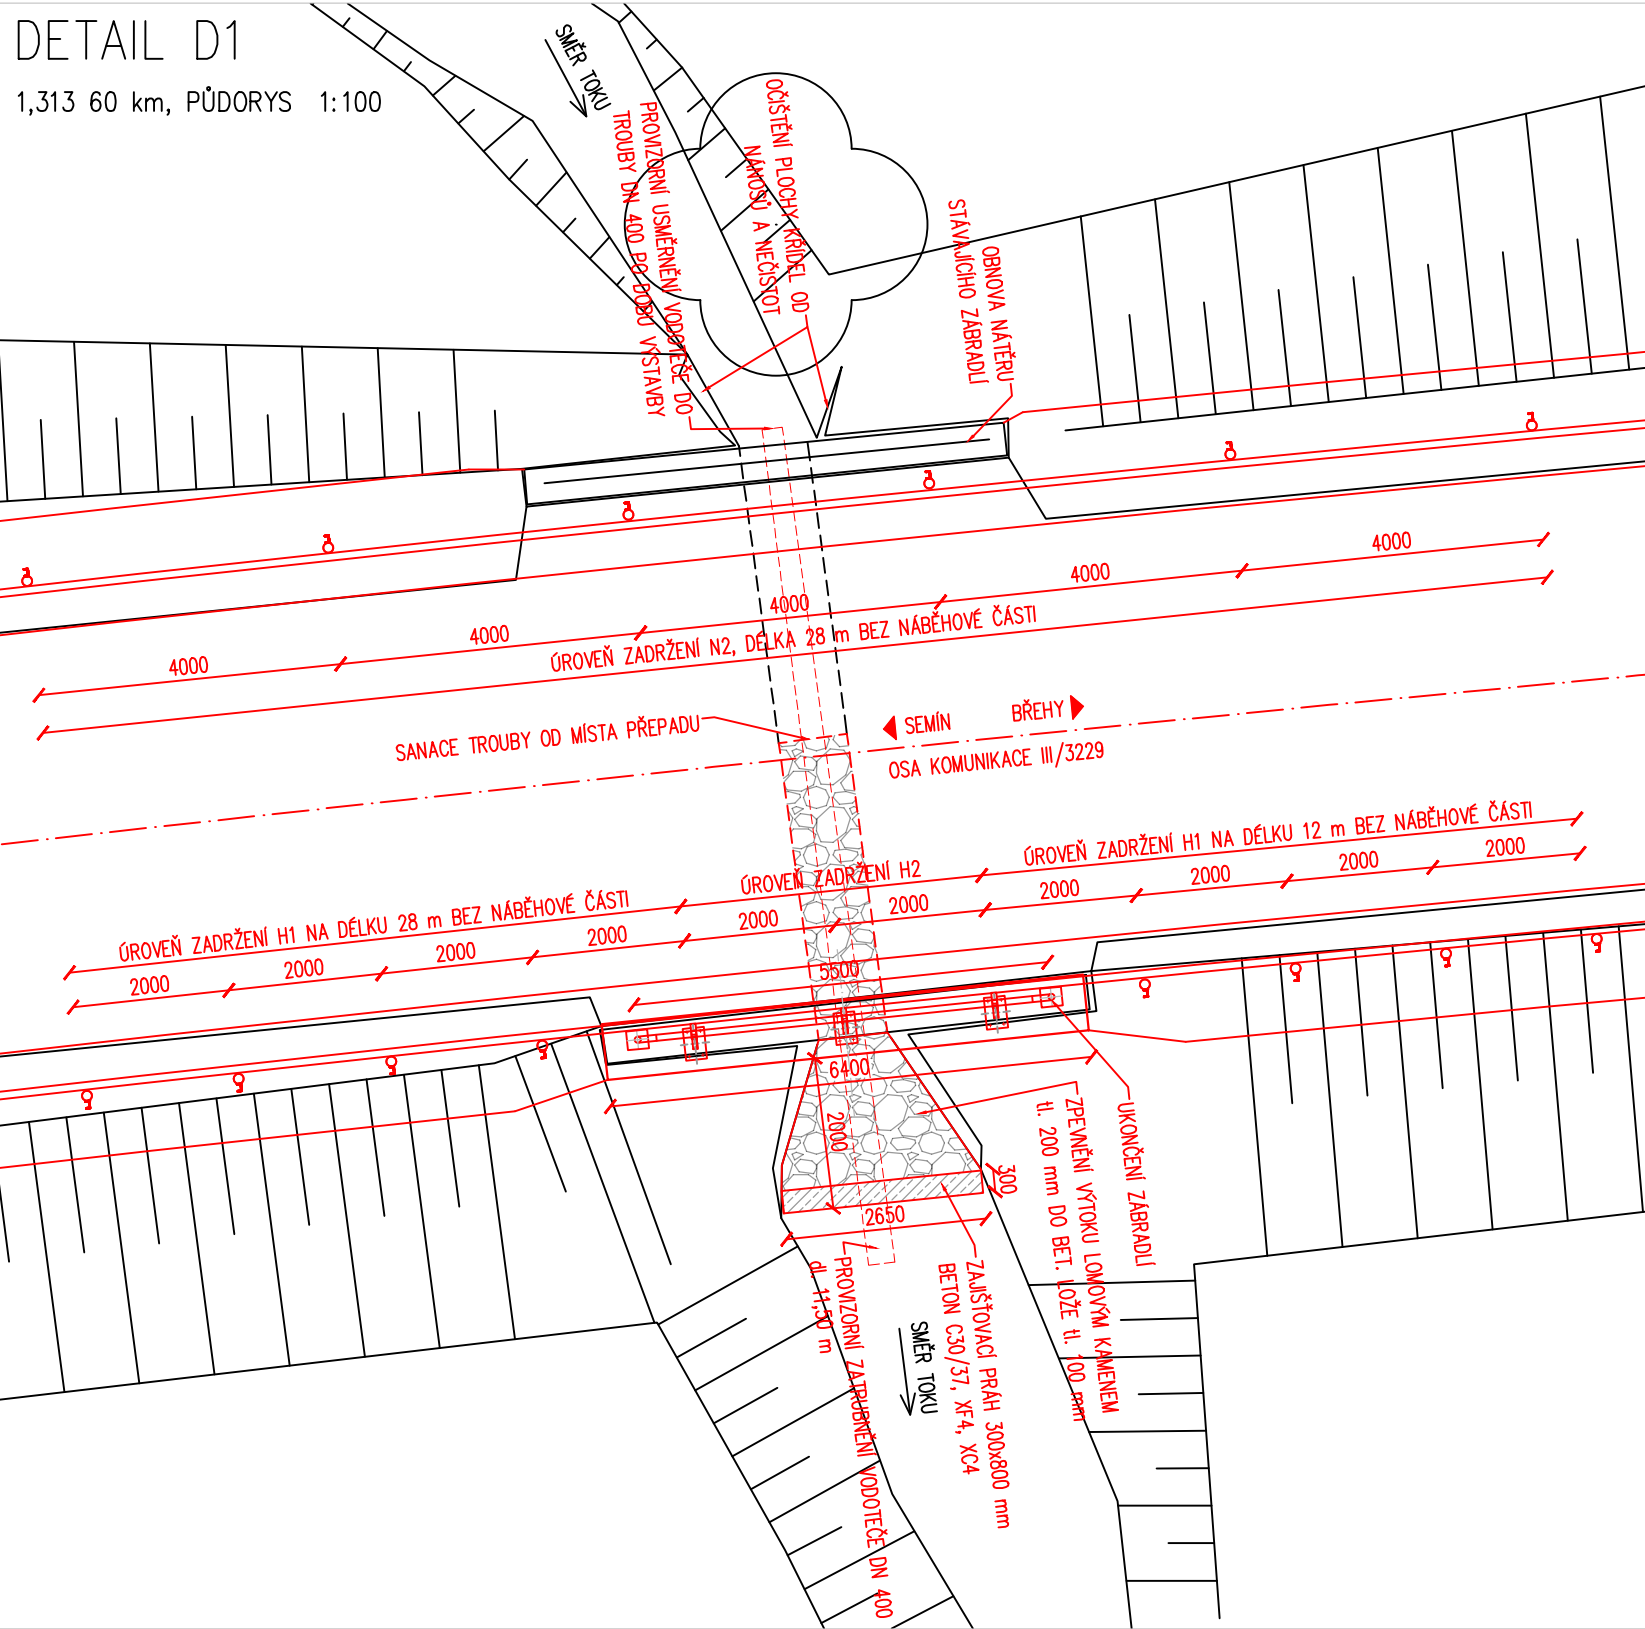 DETAIL D1
1,313 60 km, PŮDORYS 1:100
SMĚR TOKU
PROVIZORNÍ USMĚRNĚNÍ VODOTEČE DO
TROUBY DN 400 PO DOBU VÝSTAVBY
OČIŠTĚNÍ PLOCHY KŘÍDEL OD
NÁNOSŮ A NEČISTOT
OBNOVA NÁTĚRU
STÁVAJÍCÍHO ZÁBRADLÍ
4000
4000
4000
4000
4000
ÚROVEŇ ZADRŽENÍ N2, DÉLKA 28 m BEZ NÁBĚHOVÉ ČÁSTI
SANACE TROUBY OD MÍSTA PŘEPADU
SEMÍN
BŘEHY
OSA KOMUNIKACE III/3229
ÚROVEŇ ZADRŽENÍ H1 NA DÉLKU 28 m BEZ NÁBĚHOVÉ ČÁSTI
ÚROVEŇ ZADRŽENÍ H2
ÚROVEŇ ZADRŽENÍ H1 NA DÉLKU 12 m BEZ NÁBĚHOVÉ ČÁSTI
2000
2000
2000
2000
2000
2000
2000
2000
2000
2000
5500
6400
2000
300
2650
UKONČENÍ ZÁBRADLÍ
ZPEVNĚNÍ VÝTOKU LOMOVÝM KAMENEM
tl. 200 mm DO BET. LOŽE tl. 100 mm
ZAJIŠŤOVACÍ PRÁH 300x800 mm
BETON C30/37, XF4, XC4
SMĚR TOKU
PROVIZORNÍ ZATRUBNĚNÍ VODOTEČE DN 400
dl. 11,50 m